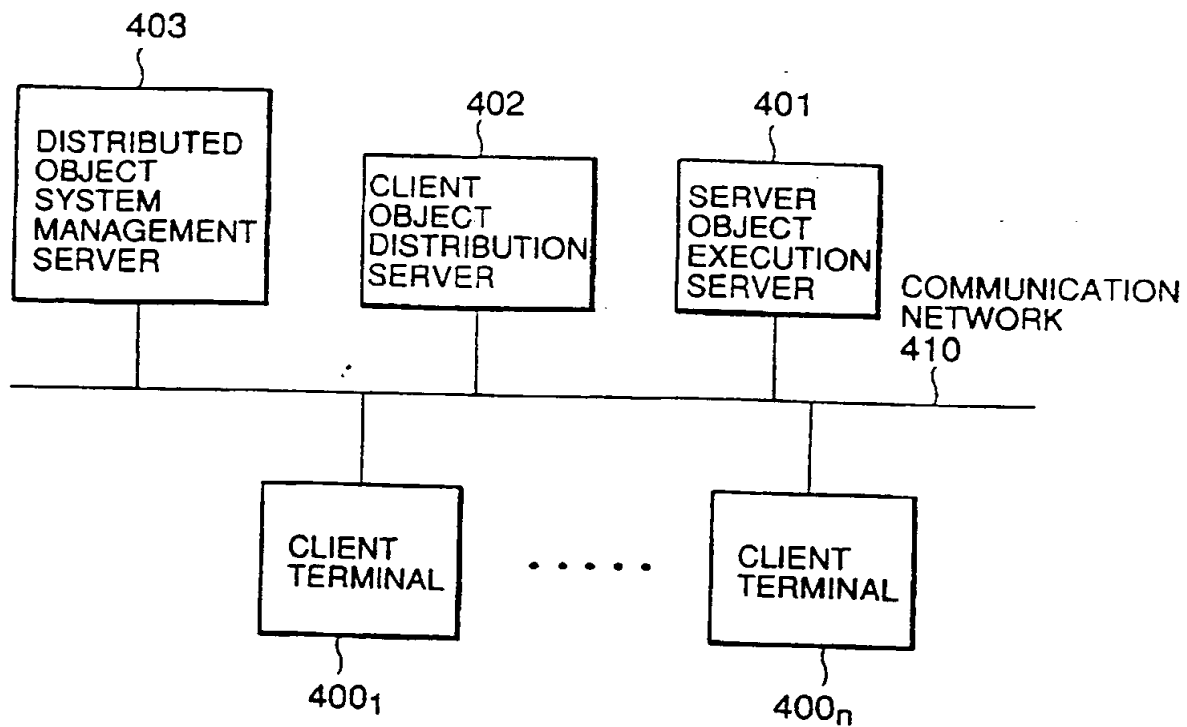 403
DISTRIBUTED
OBJECT
SYSTEM
MANAGEMENT
SERVER
402
CLIENT
OBJECT
DISTRIBUTION
SERVER
401
SERVER
OBJECT
EXECUTION
SERVER
COMMUNICATION
NETWORK
410
CLIENT
TERMINAL
400₁
CLIENT
TERMINAL
400ₙ